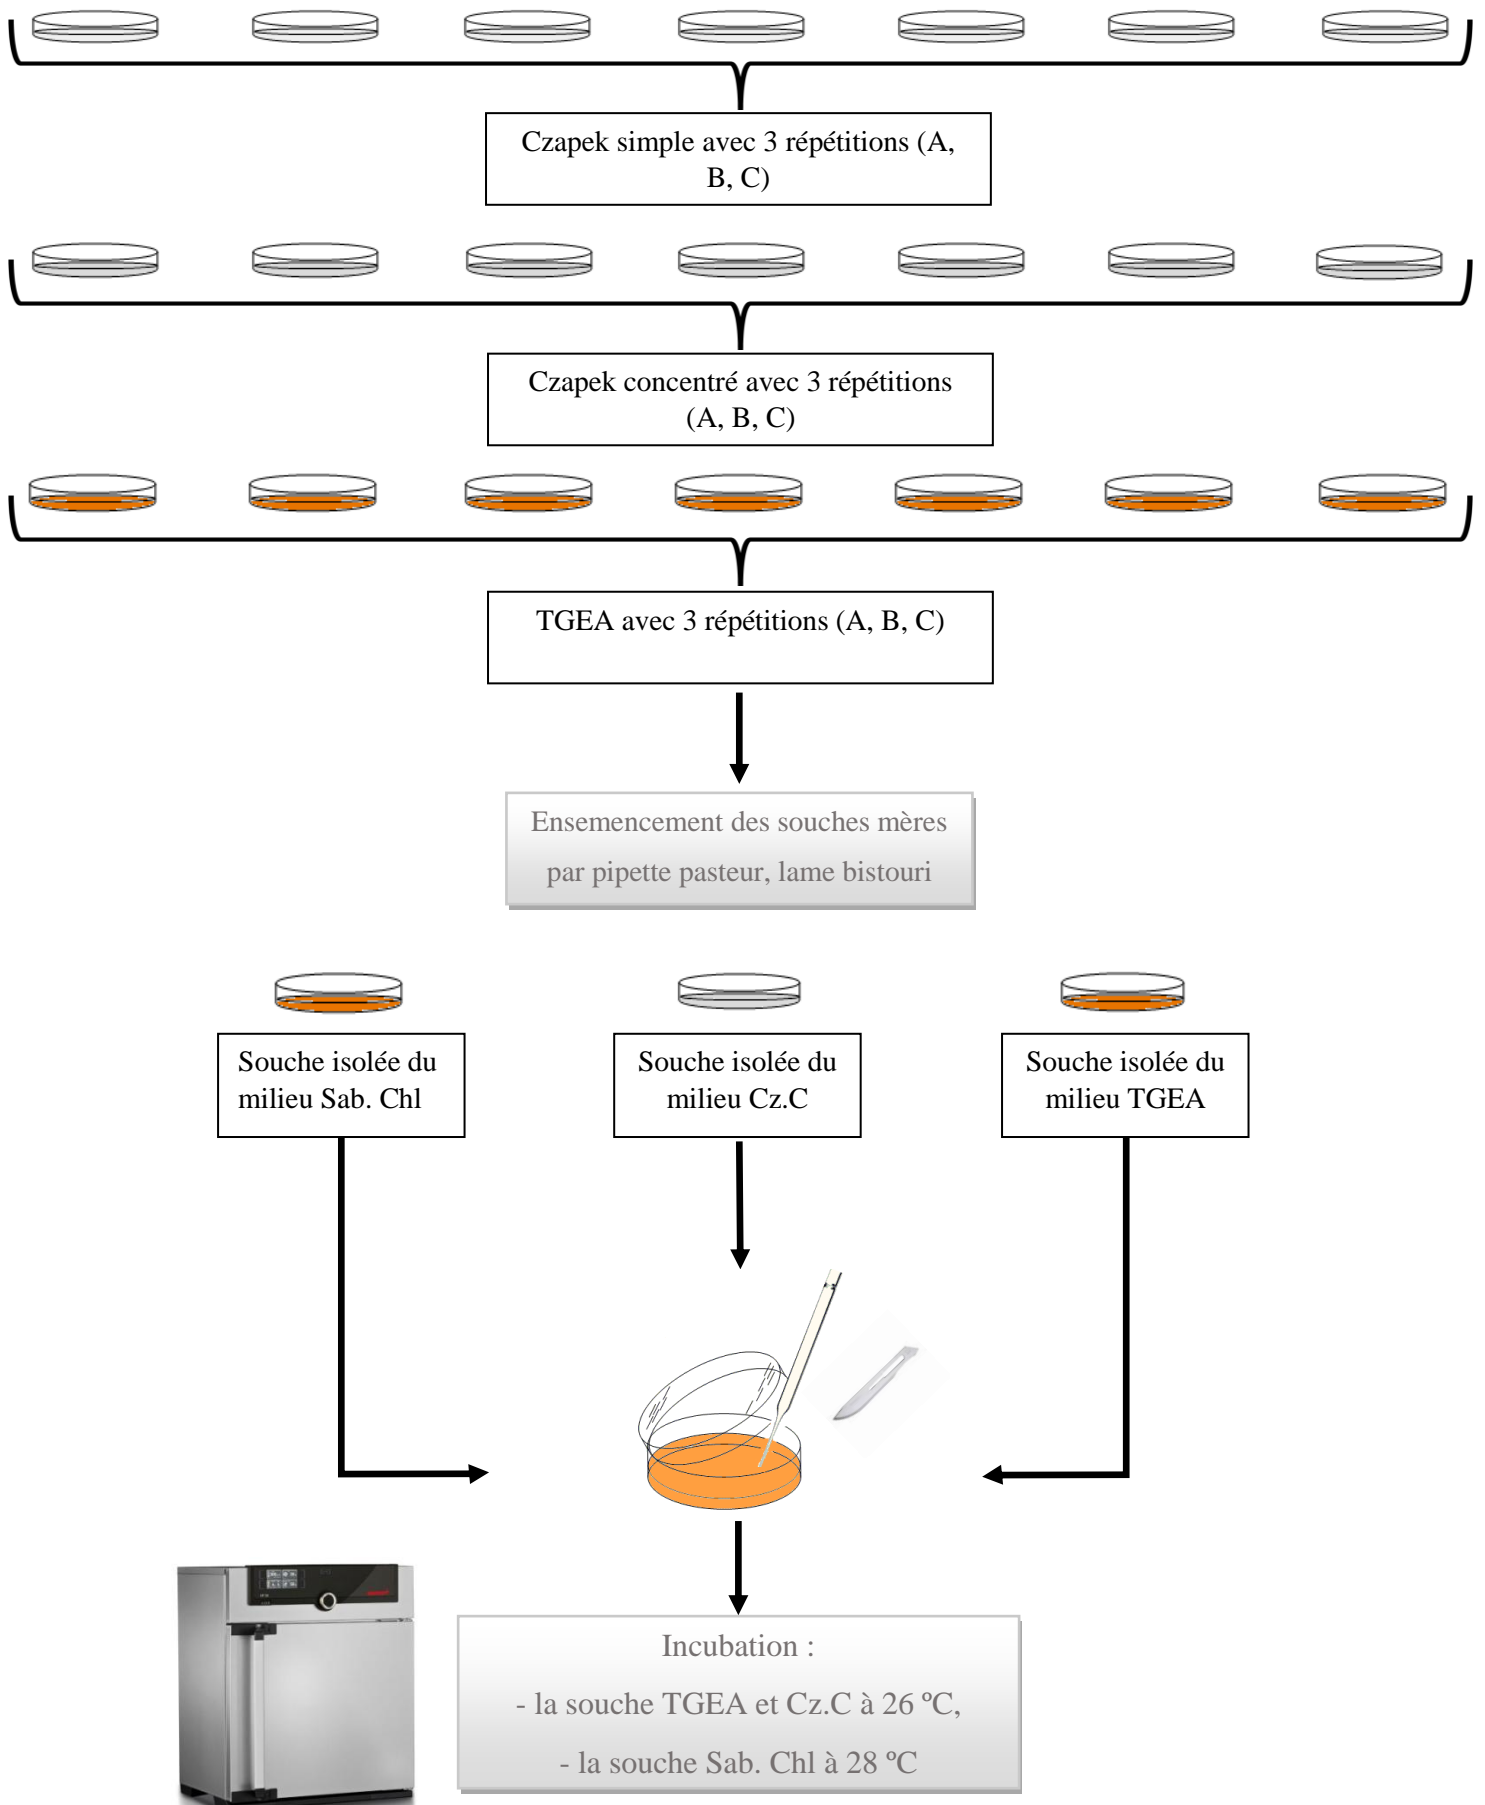 Czapek simple avec 3 répétitions (A,
B, C)
Czapek concentré avec 3 répétitions
(A, B, C)
TGEA avec 3 répétitions (A, B, C)
Ensemencement des souches mères
par pipette pasteur, lame bistouri
Souche isolée du
milieu Sab. Chl
Souche isolée du
milieu Cz.C
Souche isolée du
milieu TGEA
Incubation :
- la souche TGEA et Cz.C à 26 ºC,
- la souche Sab. Chl à 28 ºC